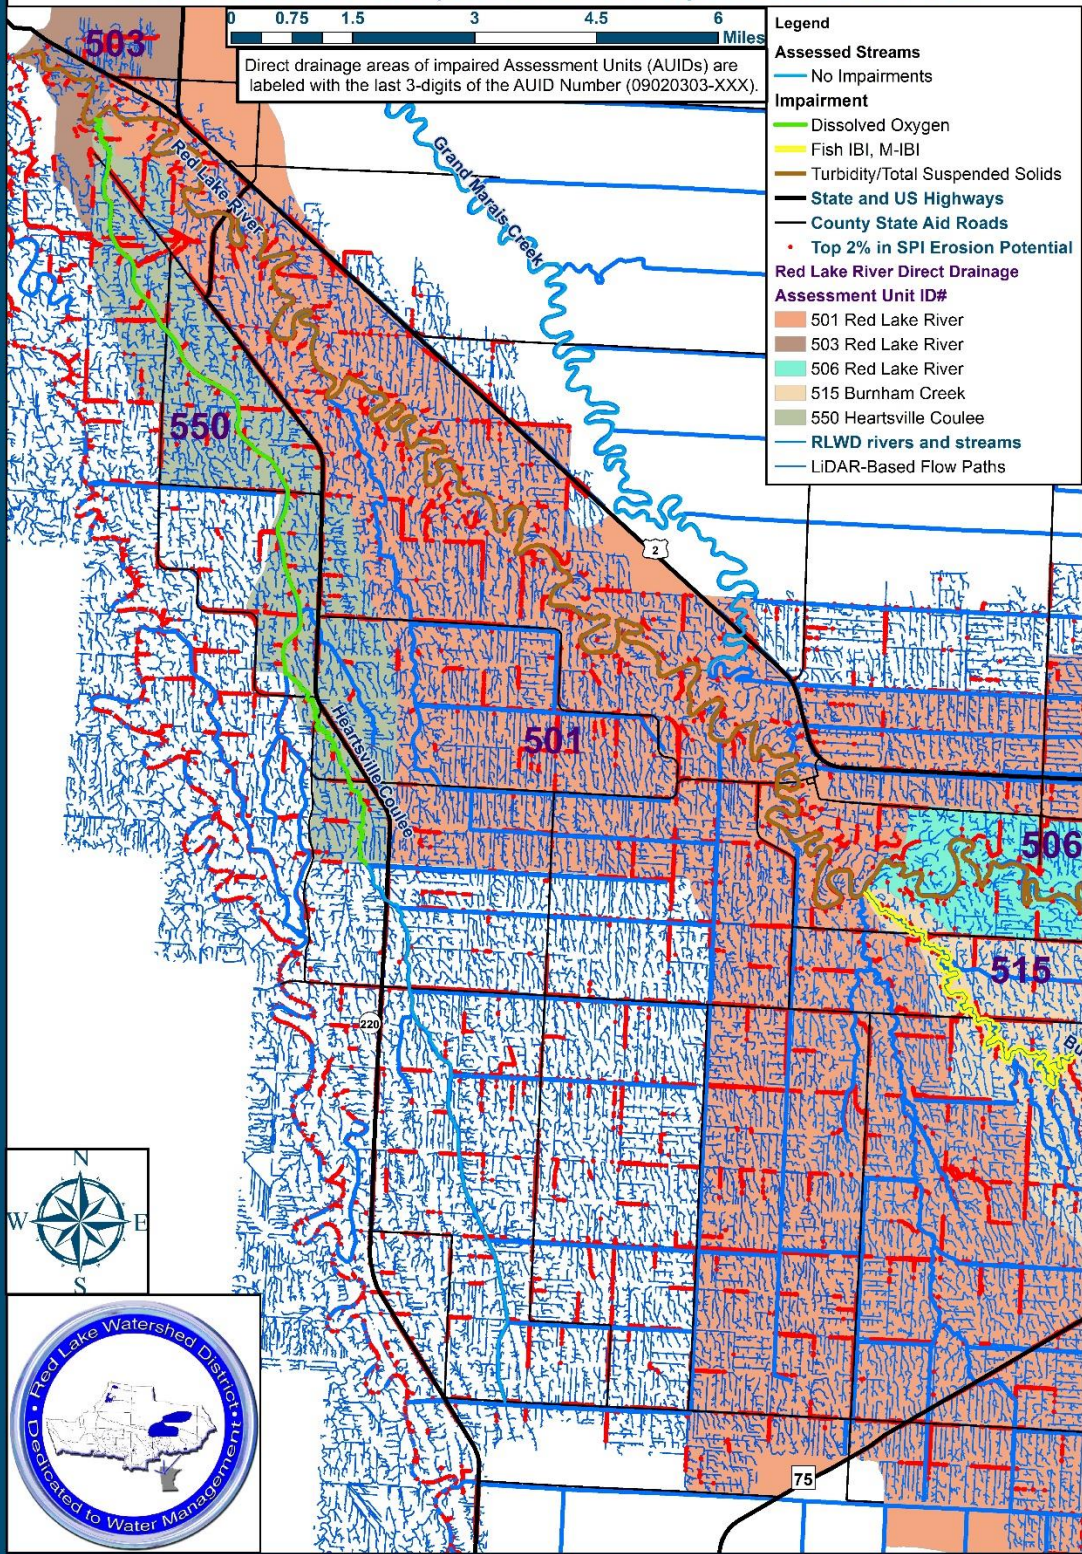 0 0.75 1.5 3 4.5 6
Miles
Direct drainage areas of impaired Assessment Units (AUIDs) are
labeled with the last 3-digits of the AUID Number (09020303-XXX).
Legend
Assessed Streams
No Impairments
Impairment
Dissolved Oxygen
Fish IBI, M-IBI
Turbidity/Total Suspended Solids
State and US Highways
County State Aid Roads
Top 2% in SPI Erosion Potential
Red Lake River Direct Drainage
Assessment Unit ID#
501 Red Lake River
503 Red Lake River
506 Red Lake River
515 Burnham Creek
550 Heartsville Coulee
RLWD rivers and streams
LiDAR-Based Flow Paths
503
Red Lake River
Grand Marais Creek
550
2
501
Heartsville Coulee
506
515
Bu
220
75
N
W E
S
Red Lake Watershed District
Dedicated to Water Management